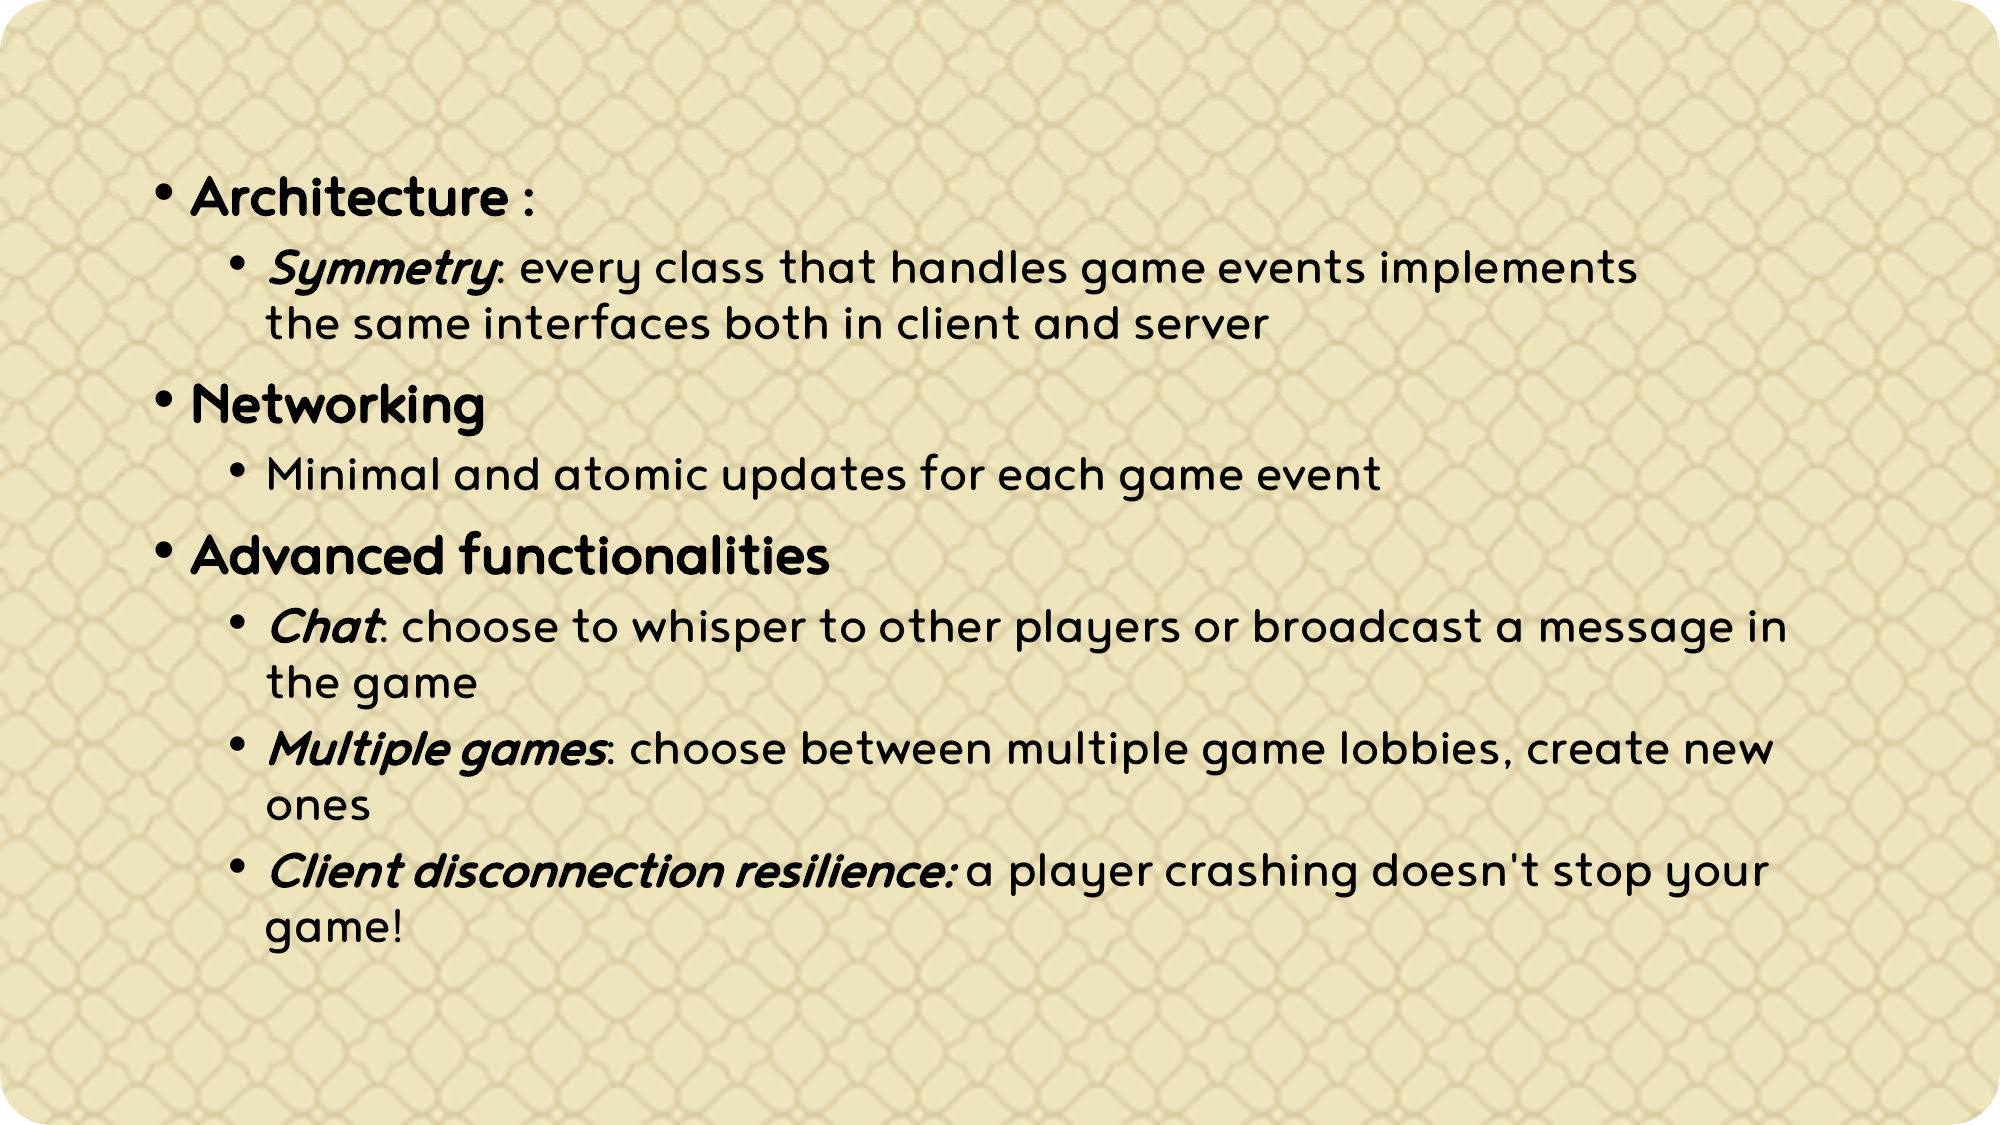 • Architecture :
• Symmetry: every class that handles game events implements
the same interfaces both in client and server
• Networking
• Minimal and atomic updates for each game event
• Advanced functionalities
• Chat: choose to whisper to other players or broadcast a message in
the game
• Multiple games: choose between multiple game lobbies, create new
ones
• Client disconnection resilience: a player crashing doesn't stop your
game!